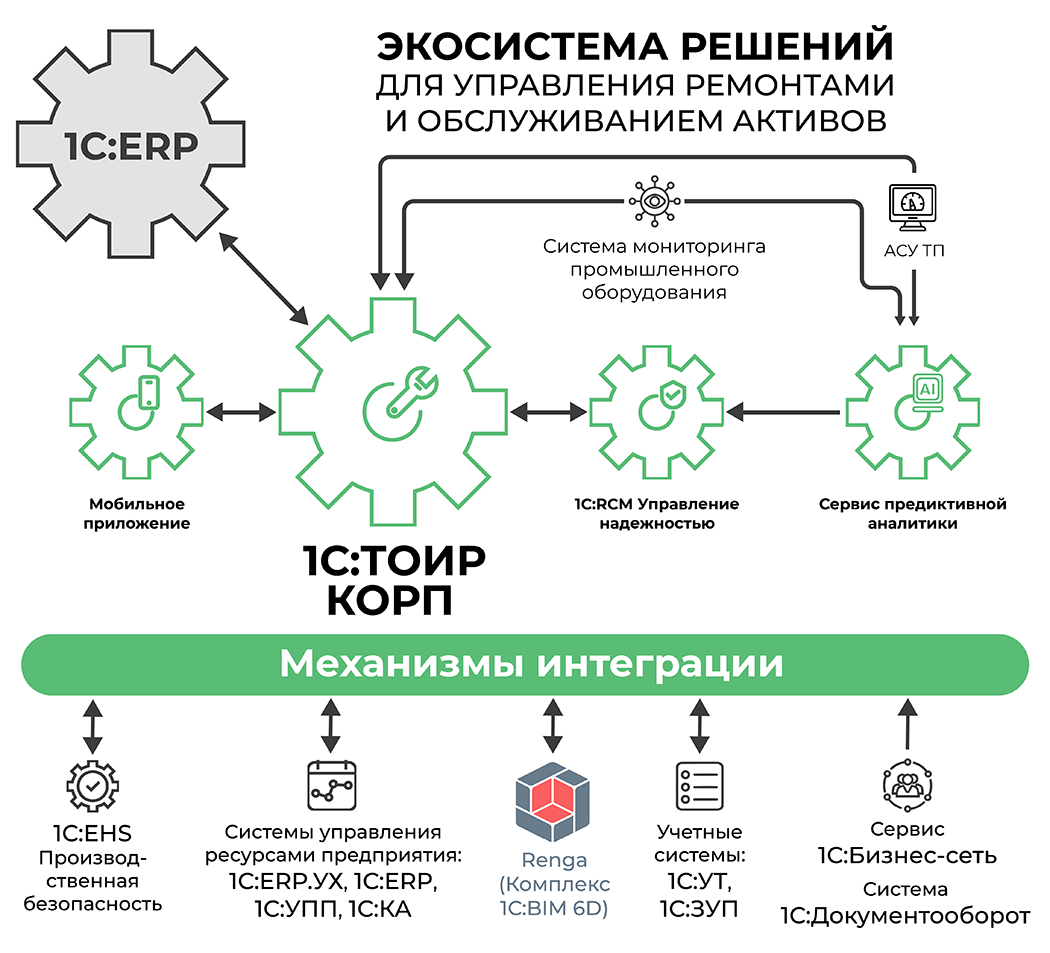 ЭКОСИСТЕМА РЕШЕНИЙ
ДЛЯ УПРАВЛЕНИЯ РЕМОНТАМИ
И ОБСЛУЖИВАНИЕМ АКТИВОВ
1С:ERP
Система мониторинга
промышленного
оборудования
АСУ ТП
AI
Мобильное
приложение
1С:ТОИР
КОРП
1С:RCM Управление
надежностью
Сервис предиктивной
аналитики
Механизмы интеграции
1С:EHS
Производ-
ственная
безопасность
Системы управления
ресурсами предприятия:
1С:ERP.УХ, 1С:ERP,
1С:УПП, 1С:КА
Renga
(Комплекс
1С:BIM 6D)
Учетные
системы:
1С:УТ,
1С:ЗУП
Сервис
1С:Бизнес-сеть
Система
1С:Документооборот